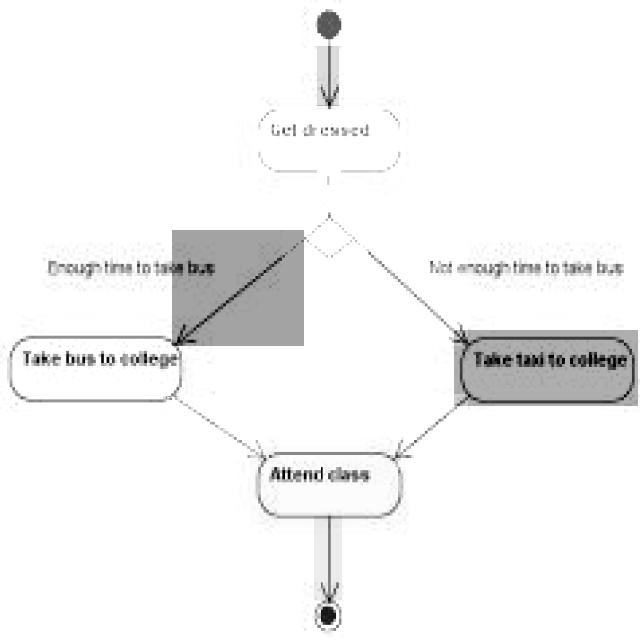 Get dressed
Enough time to take bus
Not enough time to take bus
Take bus to college
Take taxi to college
Attend class